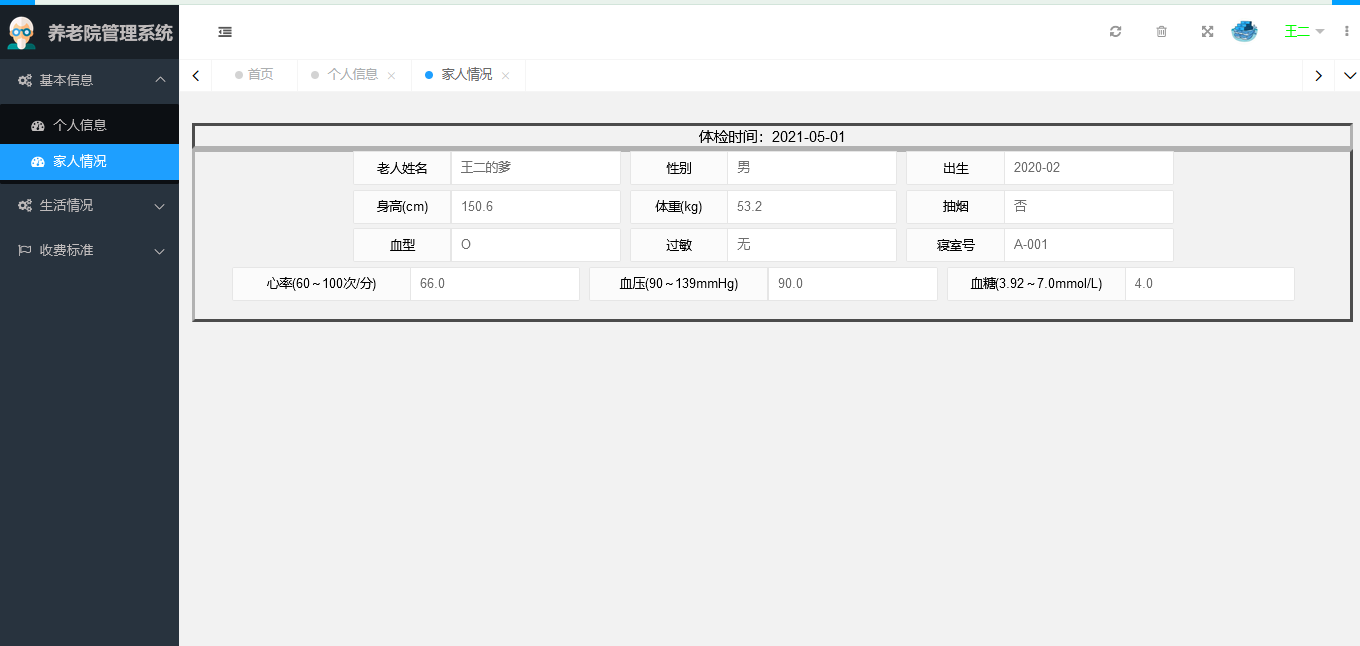 养老院管理系统
王二
基本信息
首页 个人信息 家人情况
个人信息
家人情况
生活情况
收费标准
体检时间：2021-05-01
老人姓名 王二的爹 性别 男 出生 2020-02
身高(cm) 150.6 体重(kg) 53.2 抽烟 否
血型 O 过敏 无 寝室号 A-001
心率(60～100次/分) 66.0 血压(90～139mmHg) 90.0 血糖(3.92～7.0mmol/L) 4.0